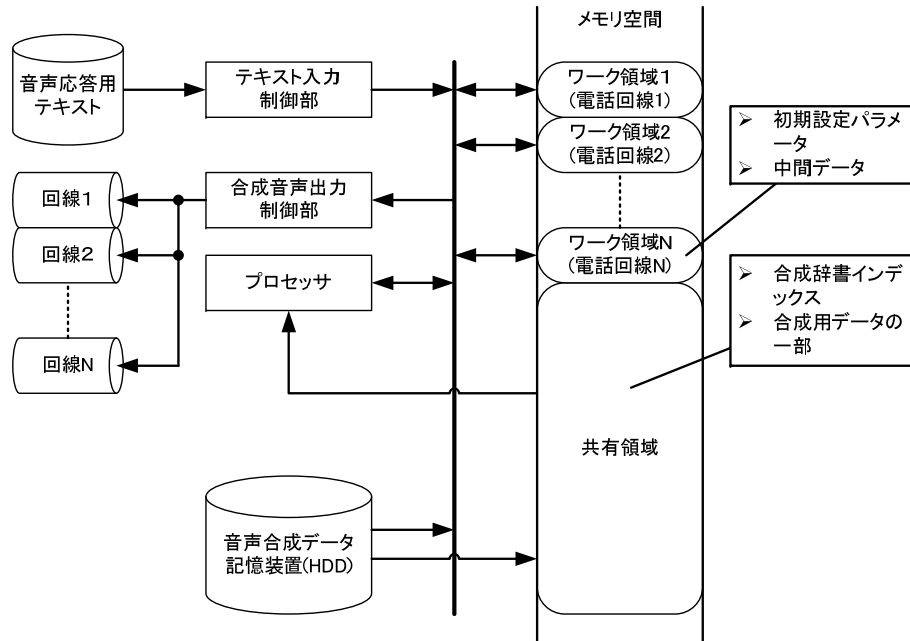 メモリ空間
音声応答用
テキスト
テキスト入力
制御部
ワーク領域1
(電話回線1)
ワーク領域2
(電話回線2)
➢ 初期設定パラメ
ータ
➢ 中間データ
回線1
回線2
回線N
合成音声出力
制御部
プロセッサ
ワーク領域N
(電話回線N)
➢ 合成辞書インデ
ックス
➢ 合成用データの
一部
共有領域
音声合成データ
記憶装置(HDD)